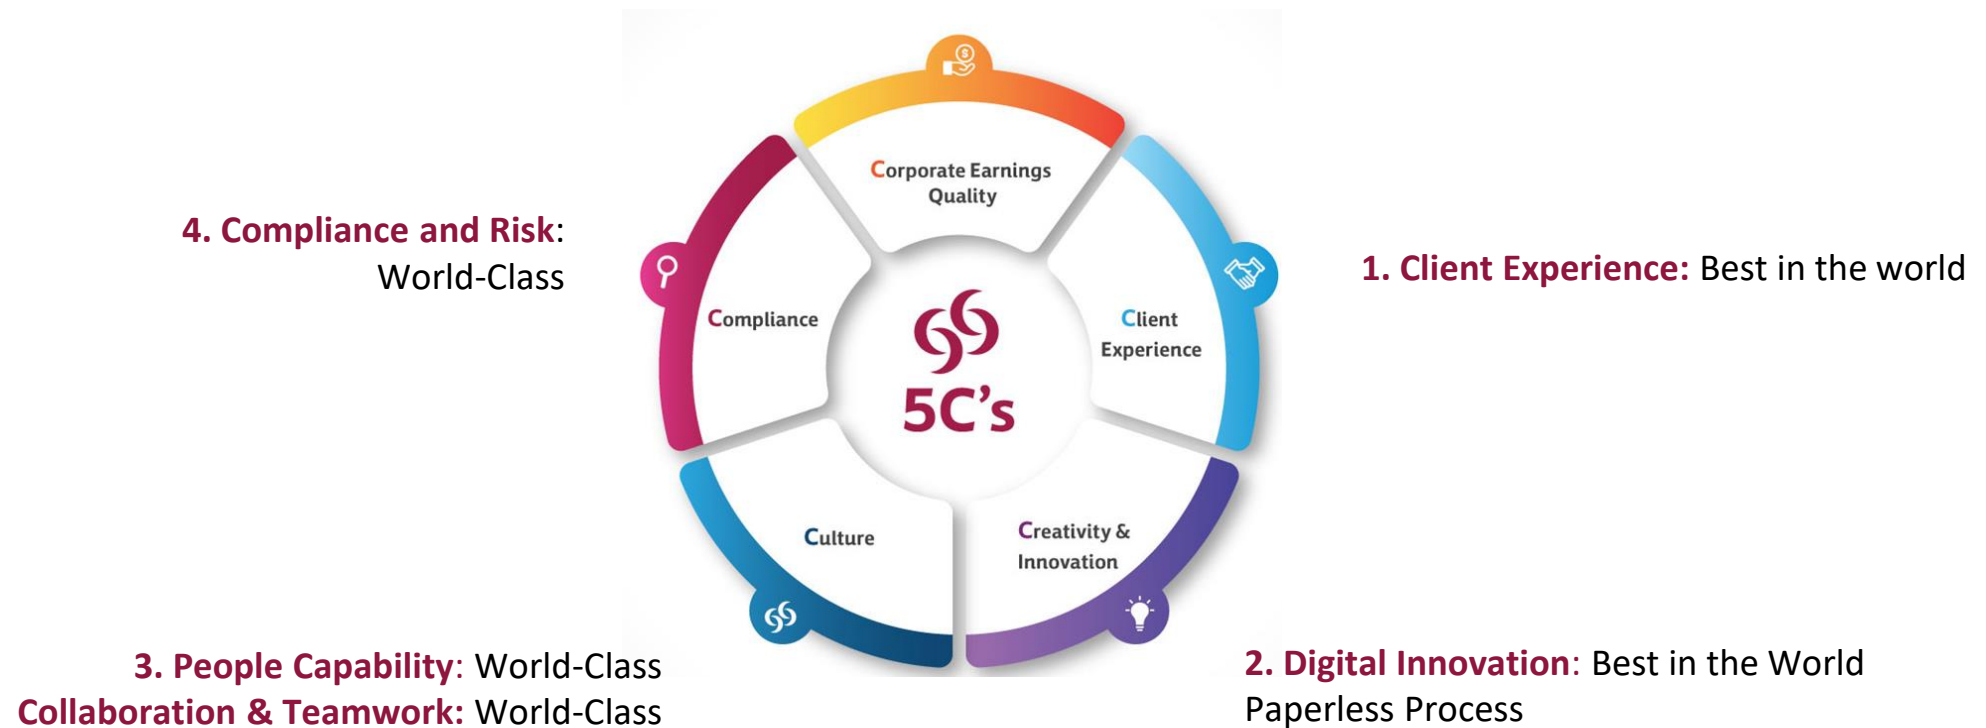 Corporate Earnings
Quality
4. Compliance and Risk:
World-Class
1. Client Experience: Best in the world
Compliance
Client
Experience
5C’s
Culture
Creativity &
Innovation
3. People Capability: World-Class
Collaboration & Teamwork: World-Class
2. Digital Innovation: Best in the World
Paperless Process